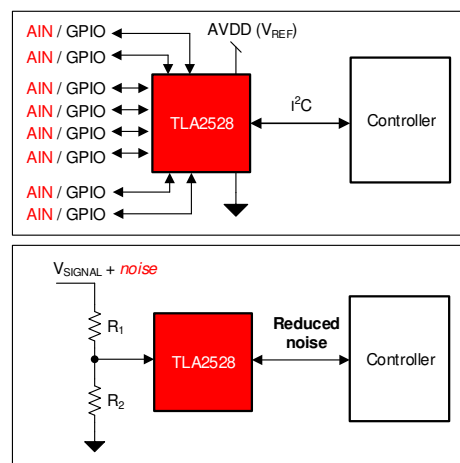 AIN / GPIO
AVDD (VREF)
AIN / GPIO
AIN / GPIO
AIN / GPIO
AIN / GPIO
AIN / GPIO
AIN / GPIO
AIN / GPIO
TLA2528
I2C
Controller
VSIGNAL + noise
R1
R2
TLA2528
Reduced
noise
Controller